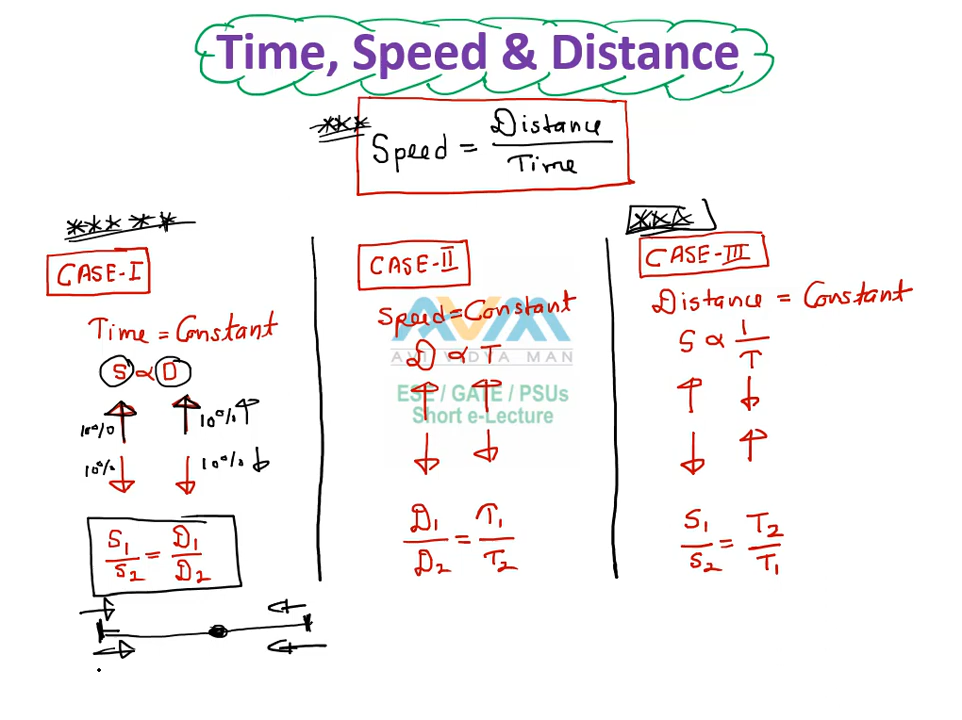 Time, Speed & Distance
*** Speed = Distance / Time
*****
CASE-I
Time = Constant
S ∝ D
10% ↑ ↑ 10% ↑
10% ↓ ↓ 10% ↓
S1/S2 = D1/D2
CASE-II
Speed = Constant
D ∝ T
↑ ↑
↓ ↓
D1/D2 = T1/T2
***
CASE-III
Distance = Constant
S ∝ 1/T
↑ ↓
↓ ↑
S1/S2 = T2/T1
AVM
AVI VIDYA MAN
ESE / GATE / PSUs
Short e-Lecture